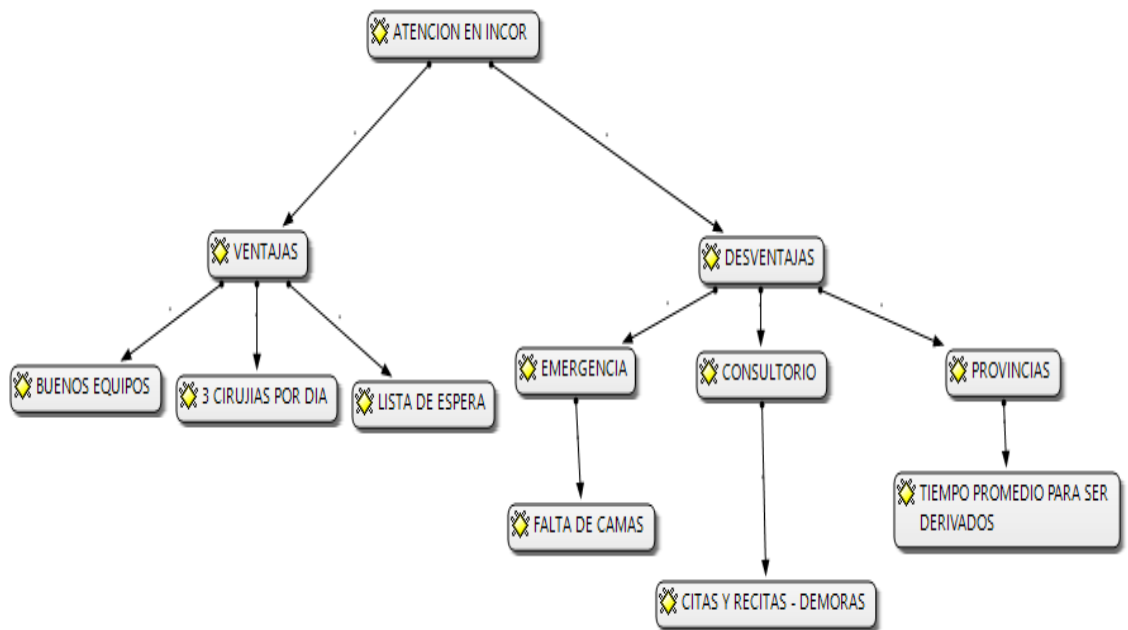 ATENCION EN INCOR
VENTAJAS
DESVENTAJAS
BUENOS EQUIPOS
3 CIRUJIAS POR DIA
LISTA DE ESPERA
EMERGENCIA
CONSULTORIO
PROVINCIAS
FALTA DE CAMAS
CITAS Y RECITAS - DEMORAS
TIEMPO PROMEDIO PARA SER
DERIVADOS